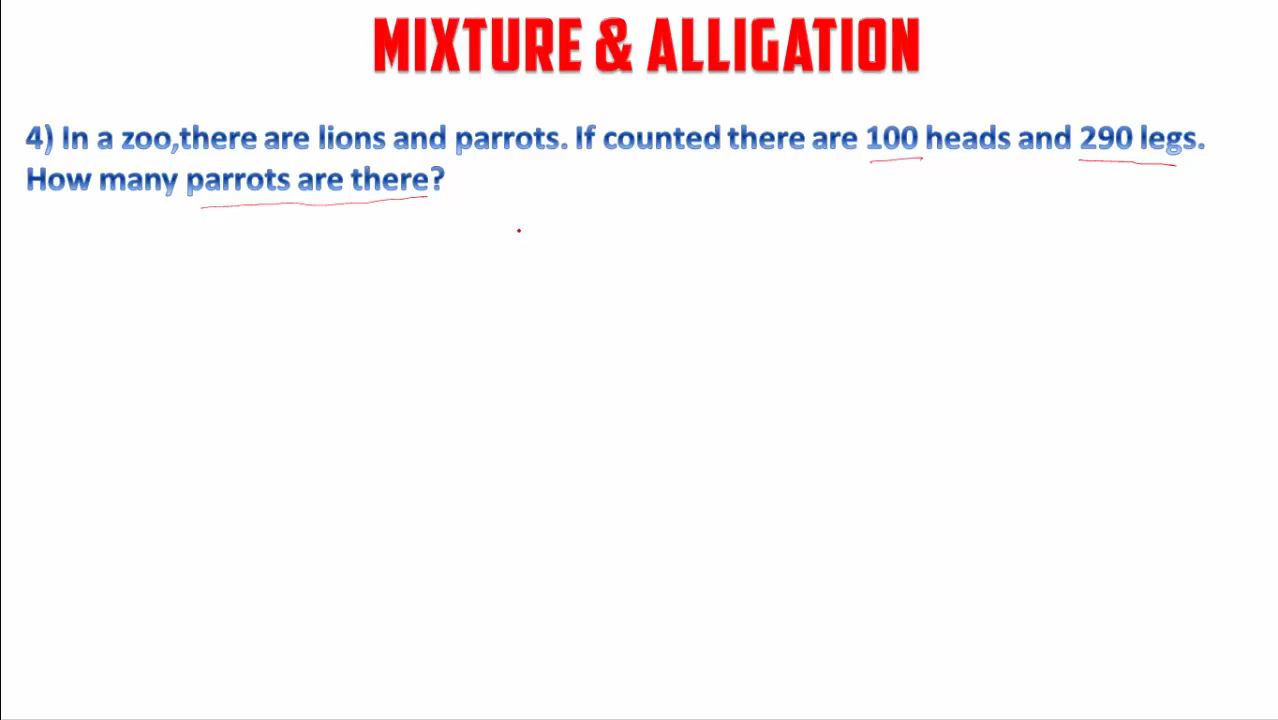 MIXTURE & ALLIGATION
4) In a zoo,there are lions and parrots. If counted there are 100 heads and 290 legs.
How many parrots are there?